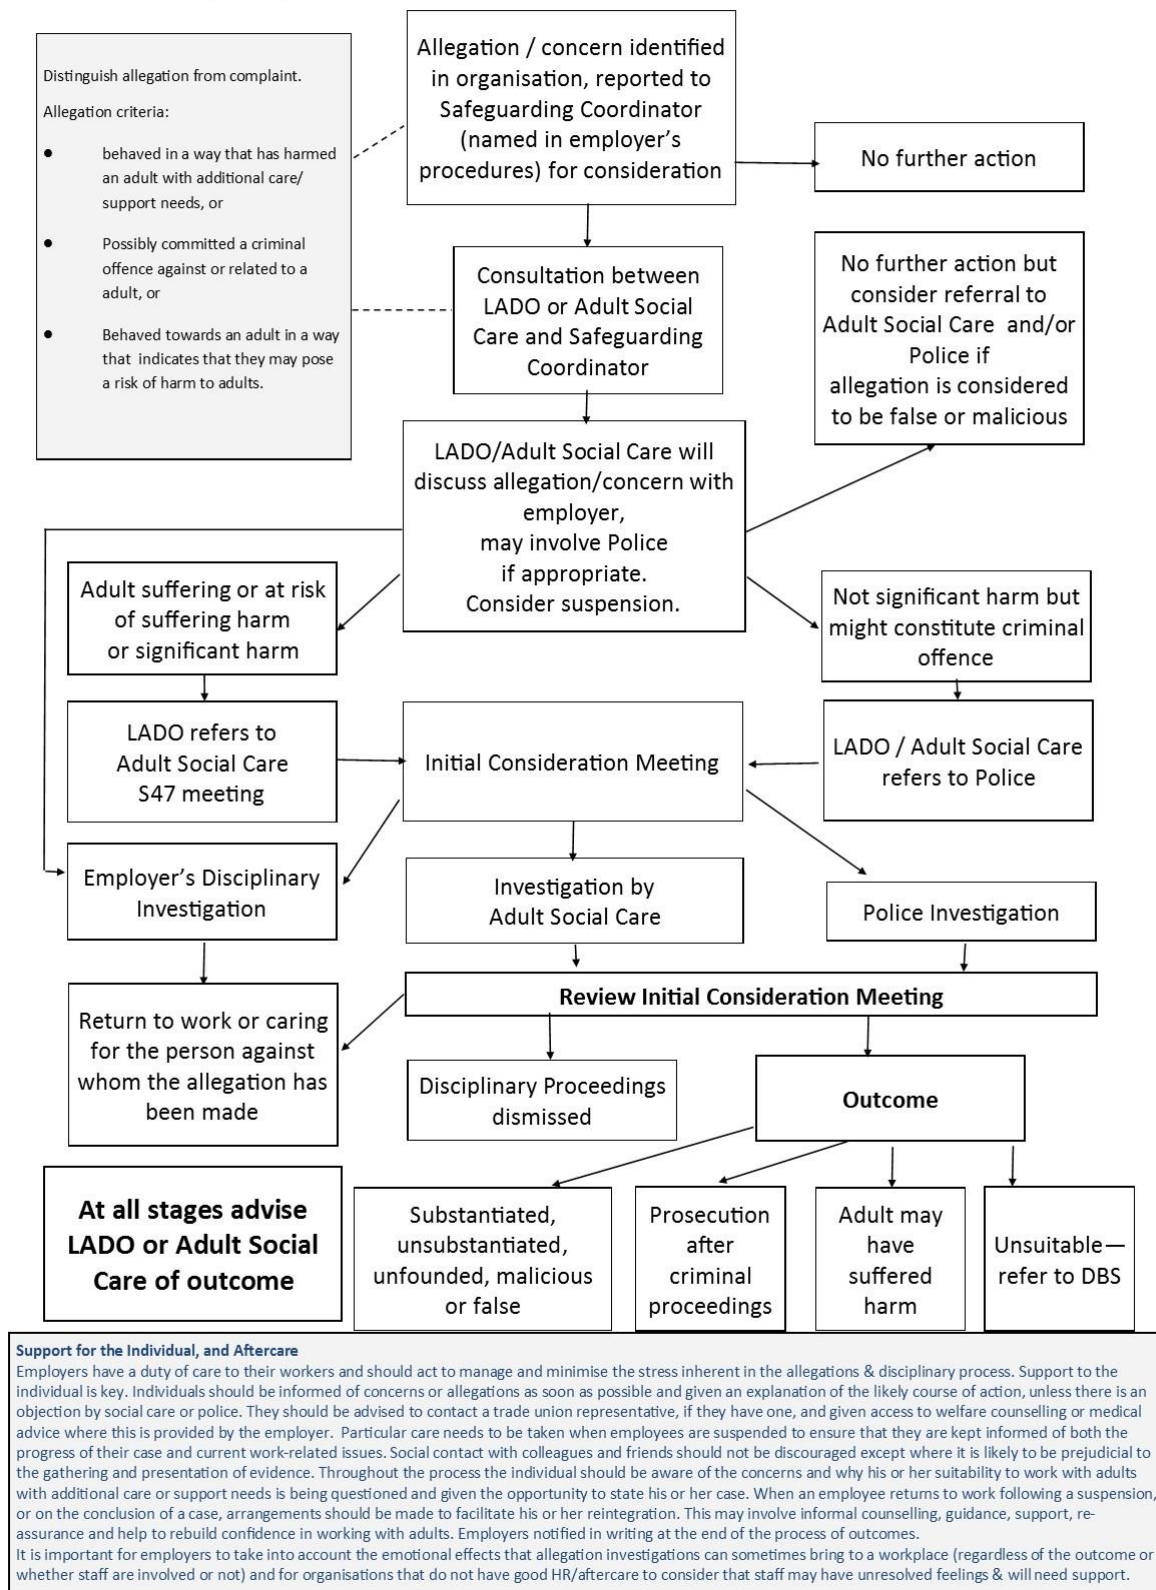 Distinguish allegation from complaint.
Allegation criteria:
● behaved in a way that has harmed
an adult with additional care/
support needs, or
● Possibly committed a criminal
offence against or related to a
adult, or
● Behaved towards an adult in a way
that indicates that they may pose
a risk of harm to adults.
Allegation / concern identified
in organisation, reported to
Safeguarding Coordinator
(named in employer’s
procedures) for consideration
No further action
Consultation between
LADO or Adult Social
Care and Safeguarding
Coordinator
No further action but
consider referral to
Adult Social Care and/or
Police if
allegation is considered
to be false or malicious
LADO/Adult Social Care will
discuss allegation/concern with
employer,
may involve Police
if appropriate.
Consider suspension.
Adult suffering or at risk
of suffering harm
or significant harm
Not significant harm but
might constitute criminal
offence
LADO refers to
Adult Social Care
S47 meeting
Initial Consideration Meeting
LADO / Adult Social Care
refers to Police
Employer’s Disciplinary
Investigation
Investigation by
Adult Social Care
Police Investigation
Review Initial Consideration Meeting
Return to work or caring
for the person against
whom the allegation has
been made
Disciplinary Proceedings
dismissed
Outcome
At all stages advise
LADO or Adult Social
Care of outcome
Substantiated,
unsubstantiated,
unfounded, malicious
or false
Prosecution
after
criminal
proceedings
Adult may
have
suffered
harm
Unsuitable—
refer to DBS
Support for the Individual, and Aftercare
Employers have a duty of care to their workers and should act to manage and minimise the stress inherent in the allegations & disciplinary process. Support to the
individual is key. Individuals should be informed of concerns or allegations as soon as possible and given an explanation of the likely course of action, unless there is an
objection by social care or police. They should be advised to contact a trade union representative, if they have one, and given access to welfare counselling or medical
advice where this is provided by the employer. Particular care needs to be taken when employees are suspended to ensure that they are kept informed of both the
progress of their case and current work-related issues. Social contact with colleagues and friends should not be discouraged except where it is likely to be prejudicial to
the gathering and presentation of evidence. Throughout the process the individual should be aware of the concerns and why his or her suitability to work with adults
with additional care or support needs is being questioned and given the opportunity to state his or her case. When an employee returns to work following a suspension,
or on the conclusion of a case, arrangements should be made to facilitate his or her reintegration. This may involve informal counselling, guidance, support, re-
assurance and help to rebuild confidence in working with adults. Employers notified in writing at the end of the process of outcomes.
It is important for employers to take into account the emotional effects that allegation investigations can sometimes bring to a workplace (regardless of the outcome or
whether staff are involved or not) and for organisations that do not have good HR/aftercare to consider that staff may have unresolved feelings & will need support.